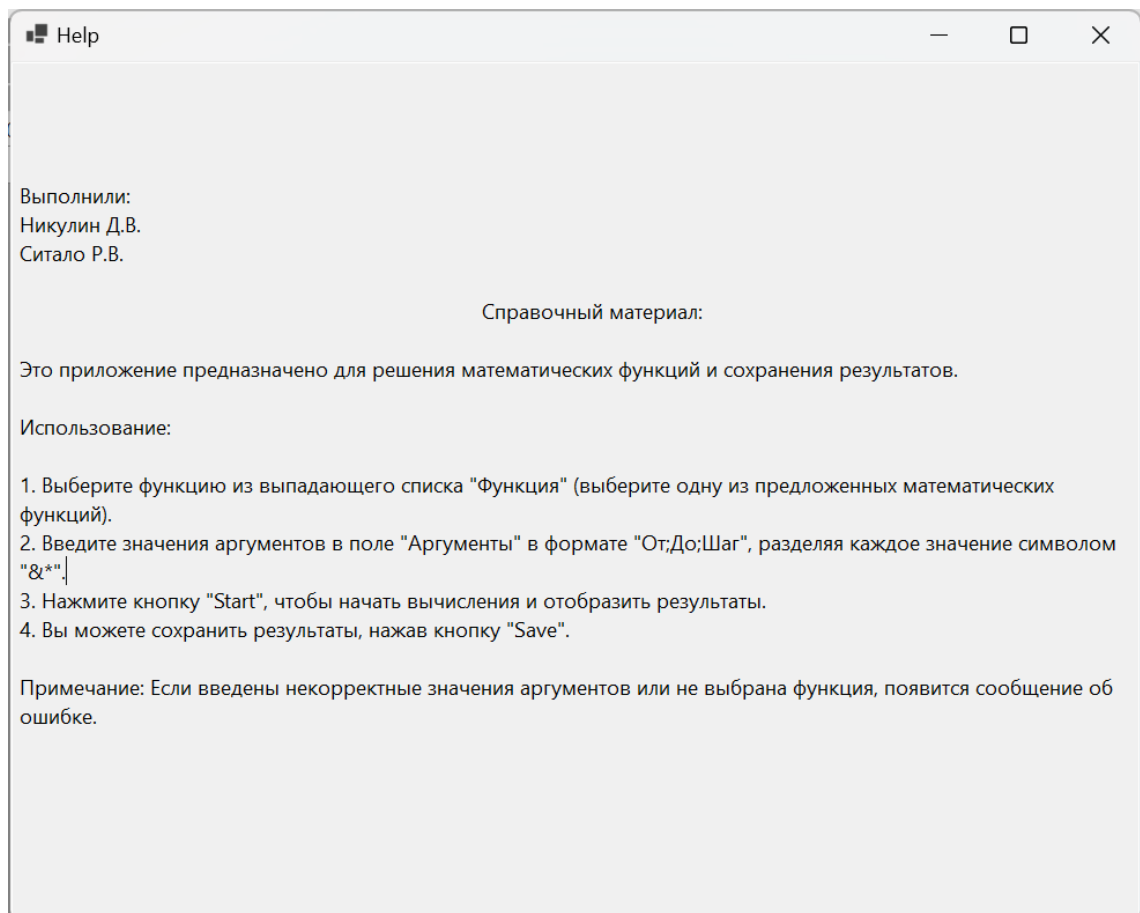 Help
Выполнили:
Никулин Д.В.
Ситало Р.В.
Справочный материал:
Это приложение предназначено для решения математических функций и сохранения результатов.
Использование:
1. Выберите функцию из выпадающего списка "Функция" (выберите одну из предложенных математических
функций).
2. Введите значения аргументов в поле "Аргументы" в формате "От;До;Шаг", разделяя каждое значение символом
"&*".
3. Нажмите кнопку "Start", чтобы начать вычисления и отобразить результаты.
4. Вы можете сохранить результаты, нажав кнопку "Save".
Примечание: Если введены некорректные значения аргументов или не выбрана функция, появится сообщение об
ошибке.